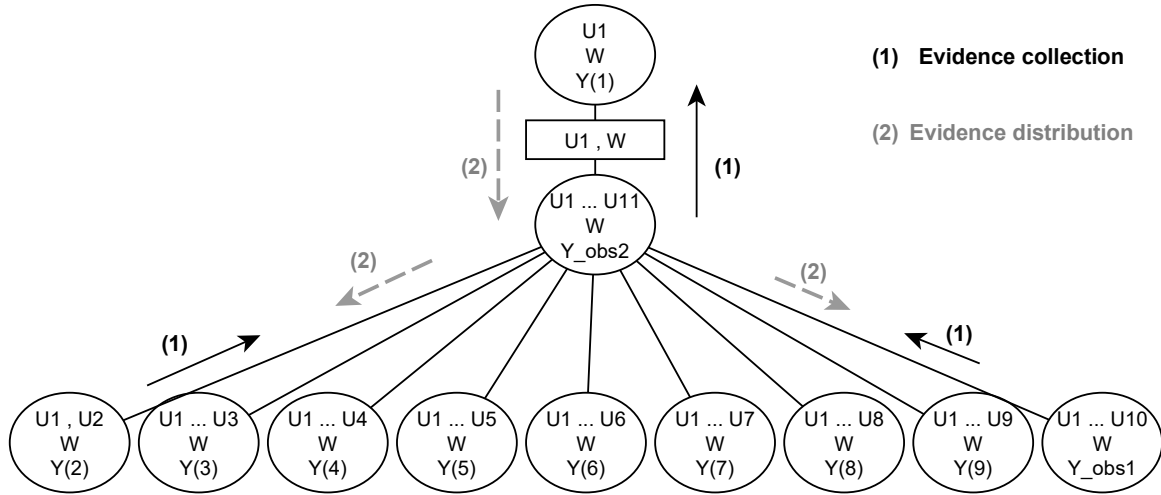 U1
W
Y(1)
(1) Evidence collection
(2) Evidence distribution
U1 , W
(2)
(1)
U1 ... U11
W
Y_obs2
(2)
(2)
(1)
(1)
U1 , U2
W
Y(2)
U1 ... U3
W
Y(3)
U1 ... U4
W
Y(4)
U1 ... U5
W
Y(5)
U1 ... U6
W
Y(6)
U1 ... U7
W
Y(7)
U1 ... U8
W
Y(8)
U1 ... U9
W
Y(9)
U1 ... U10
W
Y_obs1